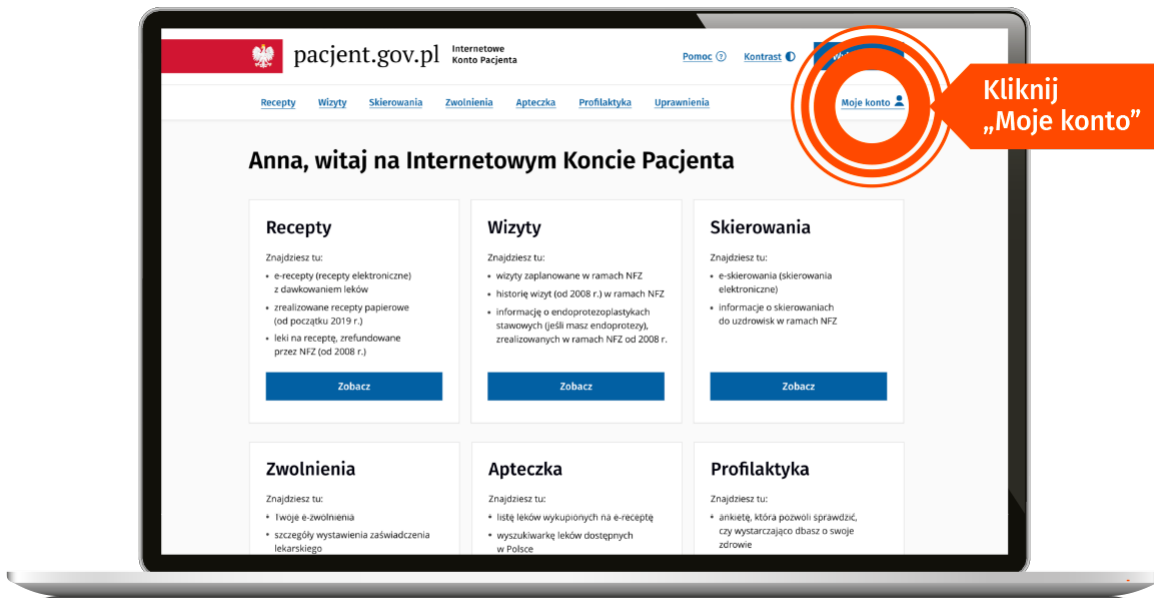 pacjent.gov.pl
Internetowe
Konto Pacjenta
Pomoc
Kontrast
Recepty Wizyty Skierowania Zwolnienia Apteczka Profilaktyka Uprawnienia
Moje konto
Kliknij
„Moje konto”
Anna, witaj na Internetowym Koncie Pacjenta
Recepty
Znajdziesz tu:
• e-recepty (recepty elektroniczne)
z dawkowaniem leków
• zrealizowane recepty papierowe
(od początku 2019 r.)
• leki na receptę, zrefundowane
przez NFZ (od 2008 r.)
Zobacz
Wizyty
Znajdziesz tu:
• wizyty zaplanowane w ramach NFZ
• historię wizyt (od 2008 r.) w ramach NFZ
• informację o endoprotezoplastykach
stawowych (jeśli masz endoprotezy),
zrealizowanych w ramach NFZ od 2008 r.
Zobacz
Skierowania
Znajdziesz tu:
• e-skierowania (skierowania
elektroniczne)
• informacje o skierowaniach
do uzdrowisk w ramach NFZ
Zobacz
Zwolnienia
Znajdziesz tu:
• Twoje e-zwolnienia
• szczegóły wystawienia zaświadczenia
lekarskiego
Apteczka
Znajdziesz tu:
• listę leków wykupionych na e-receptę
• wyszukiwarkę leków dostępnych
w Polsce
Profilaktyka
Znajdziesz tu:
• ankietę, która pozwoli sprawdzić,
czy wystarczająco dbasz o swoje
zdrowie